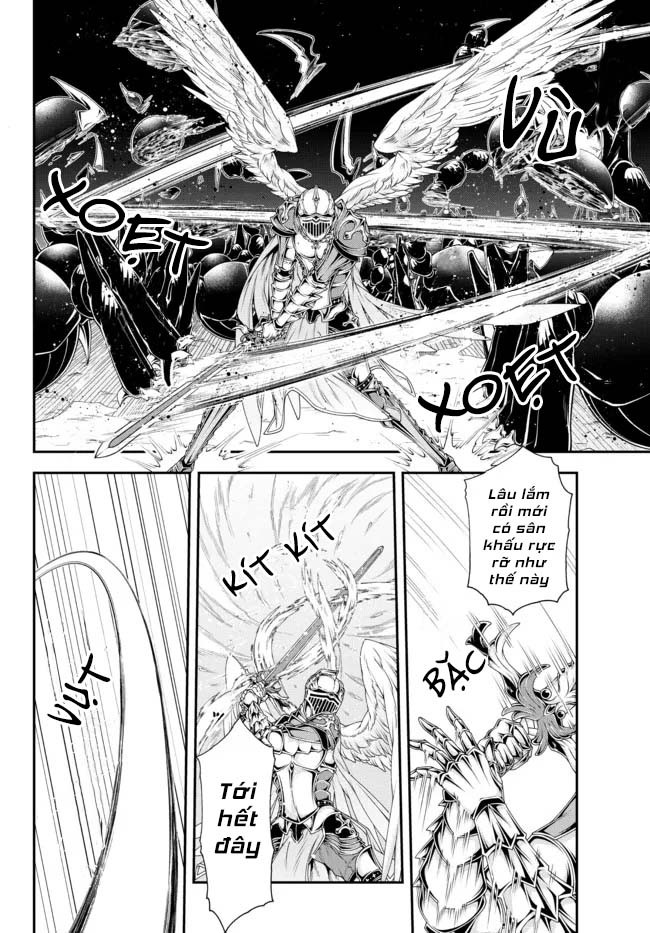 VÙ
XOẸT
XOẸT
Lâu lắm
rồi mới
có sân
khấu rực
rỡ như
thế này
BẶC
KÍT KÍT
Tới
hết
đây
VỤT